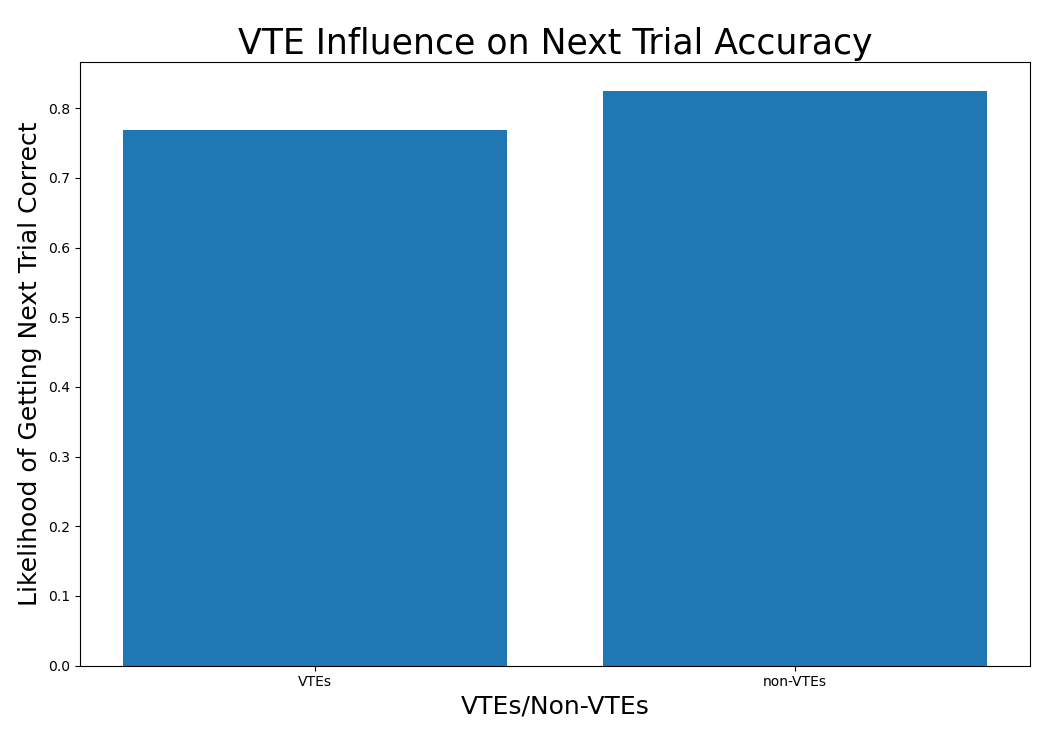 VTE Influence on Next Trial Accuracy
Likelihood of Getting Next Trial Correct
0.8
0.7
0.6
0.5
0.4
0.3
0.2
0.1
0.0
VTEs
non-VTEs
VTEs/Non-VTEs